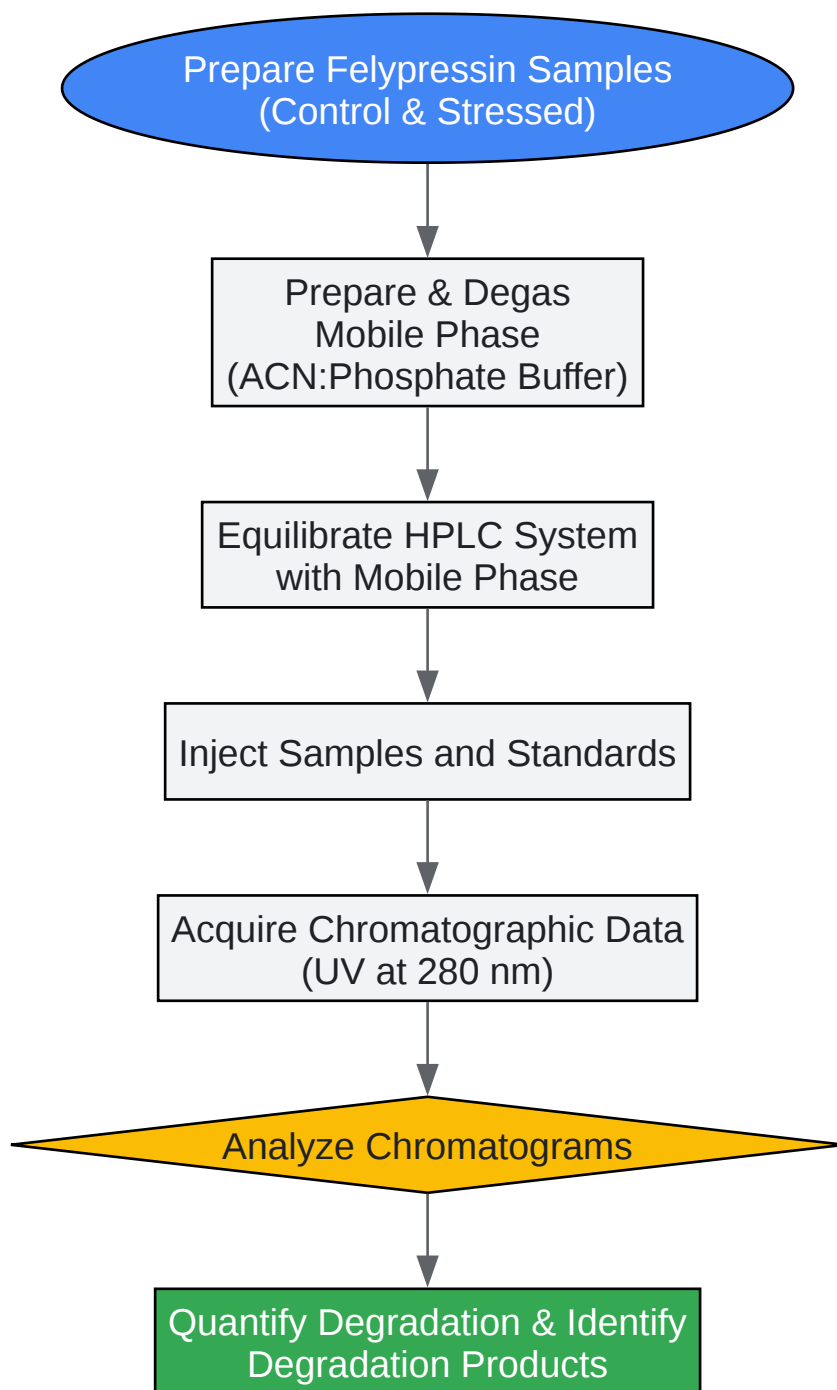 Prepare Felypressin Samples
(Control & Stressed)
Prepare & Degas
Mobile Phase
(ACN:Phosphate Buffer)
Equilibrate HPLC System
with Mobile Phase
Inject Samples and Standards
Acquire Chromatographic Data
(UV at 280 nm)
Analyze Chromatograms
Quantify Degradation & Identify
Degradation Products